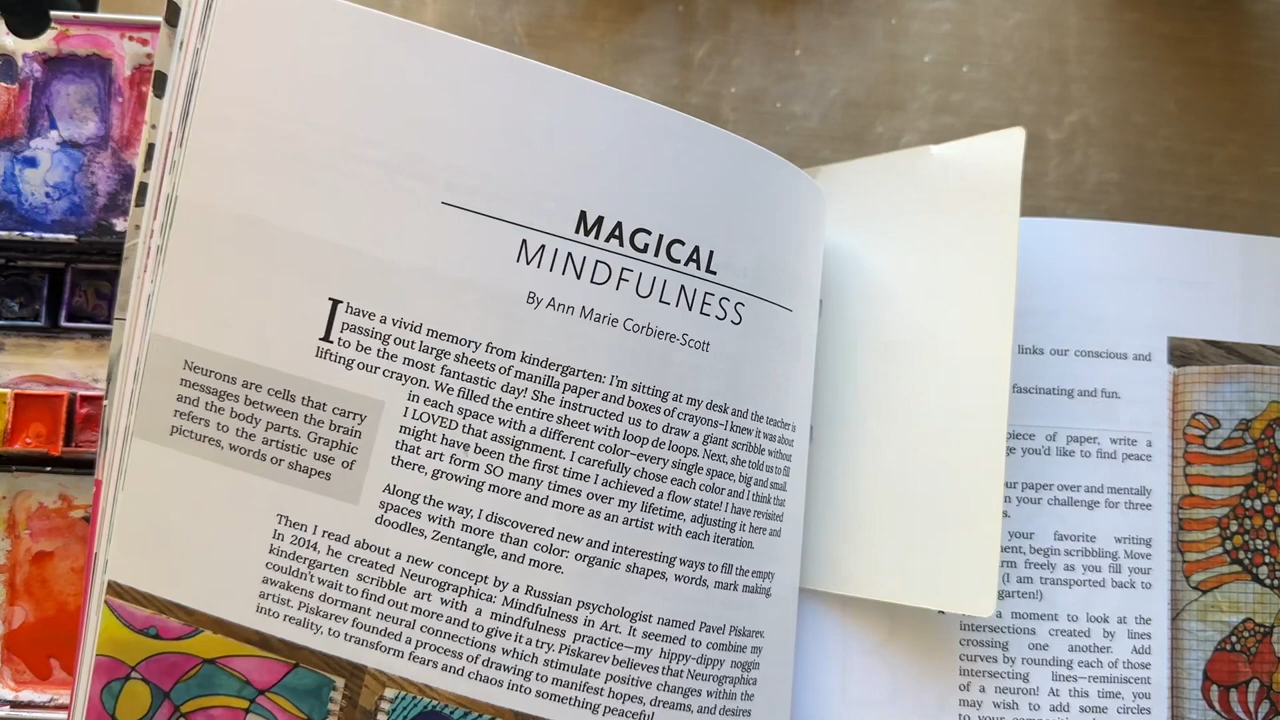 MAGICAL
MINDFULNESS
By Ann Marie Corbiere-Scott
I have a vivid memory from kindergarten: I'm sitting at my desk and the teacher is
passing out large sheets of manilla paper and boxes of crayons–I knew it was about
to be the most fantastic day! She instructed us to draw a giant scribble without
lifting our crayon. We filled the entire sheet with loop de loops. Next, she told us to fill
in each space with a different color–every single space, big and small.
I LOVED that assignment. I carefully chose each color and I think that
might have been the first time I achieved a flow state! I have revisited
that art form SO many times over my lifetime, adjusting it here and
there, growing more and more as an artist with each iteration.
Neurons are cells that carry
messages between the brain
and the body parts. Graphic
refers to the artistic use of
pictures, words or shapes
Along the way, I discovered new and interesting ways to fill the empty
spaces with more than color: organic shapes, words, mark making,
doodles, Zentangle, and more.
Then I read about a new concept by a Russian psychologist named Pavel Piskarev.
In 2014, he created Neurographica: Mindfulness in Art. It seemed to combine my
kindergarten scribble art with a mindfulness practice—my hippy-dippy noggin
couldn't wait to find out more and to give it a try. Piskarev believes that Neurographica
awakens dormant neural connections which stimulate positive changes within the
artist. Piskarev founded a process of drawing to manifest hopes, dreams, and desires
into reality, to transform fears and chaos into something peaceful
links our conscious and
fascinating and fun.
piece of paper, write a
you'd like to find peace
paper over and mentally
your challenge for three
your favorite writing
begin scribbling. Move
freely as you fill your
(I am transported back to
a moment to look at the
intersections created by lines
crossing one another. Add
curves by rounding each of those
intersecting lines—reminiscent
of a neuron! At this time, you
may wish to add some circles